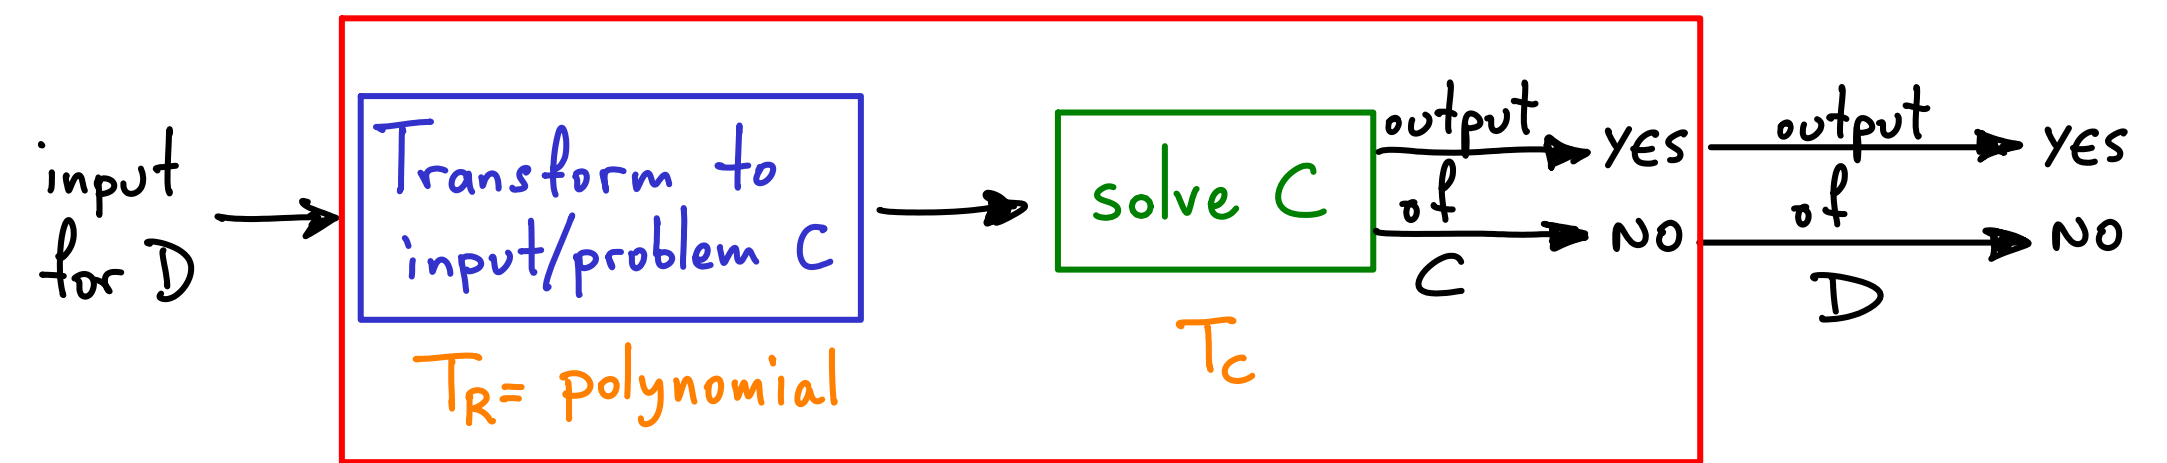 input
for D
Transform to
input/problem C
T_R = polynomial
solve C
T_C
output
of
C
YES
NO
output
of
D
YES
NO